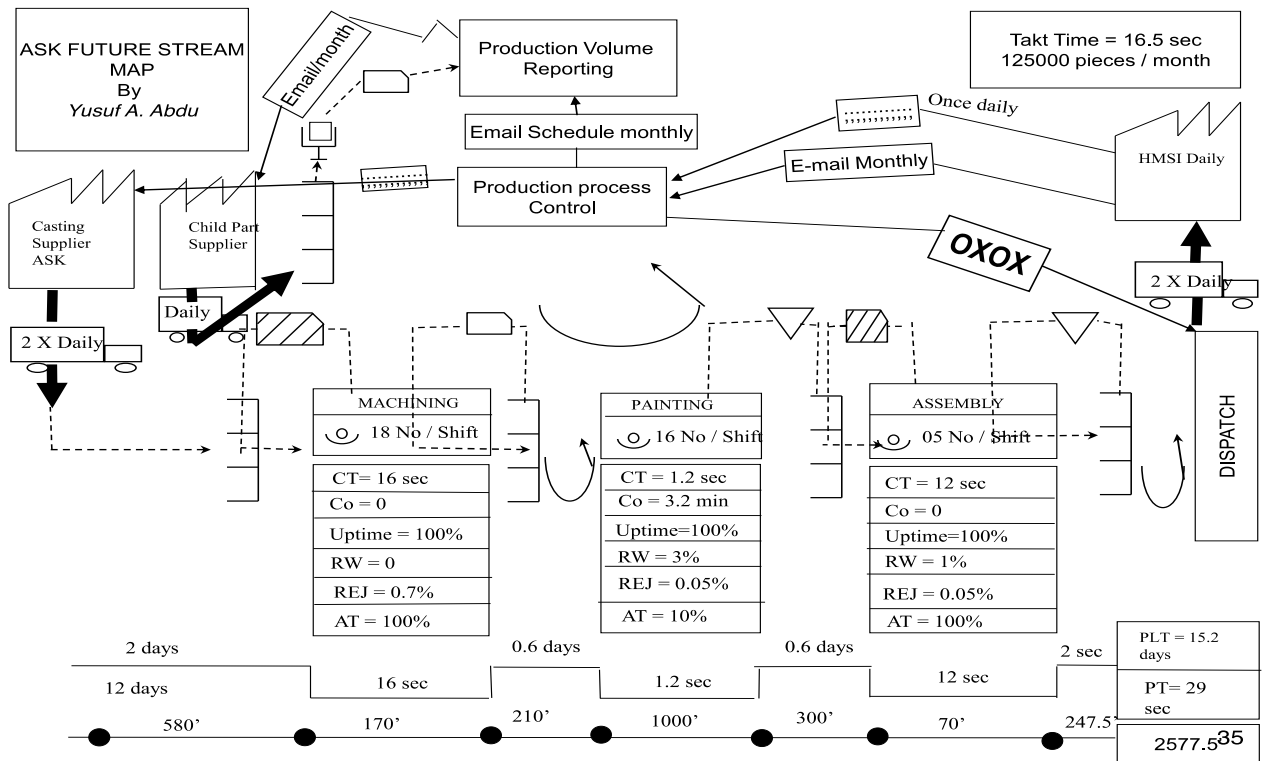 ASK FUTURE STREAM
MAP
By
Yusuf A. Abdu
Email/month
Production Volume
Reporting
Takt Time = 16.5 sec
125000 pieces / month
Email Schedule monthly
Once daily
E-mail Monthly
HMSI Daily
Production process
Control
Casting
Supplier
ASK
Child Part
Supplier
OXOX
2 X Daily
Daily
2 X Daily
MACHINING
18 No / Shift
CT= 16 sec
Co = 0
Uptime = 100%
RW = 0
REJ = 0.7%
AT = 100%
PAINTING
16 No / Shift
CT = 1.2 sec
Co = 3.2 min
Uptime=100%
RW = 3%
REJ = 0.05%
AT = 10%
ASSEMBLY
05 No / Shift
CT = 12 sec
Co = 0
Uptime=100%
RW = 1%
REJ = 0.05%
AT = 100%
DISPATCH
2 days
0.6 days
0.6 days
2 sec
12 days
16 sec
1.2 sec
12 sec
PLT = 15.2
days
PT= 29
sec
580’
170’
210’
1000’
300’
70’
247.5’
2577.5
35